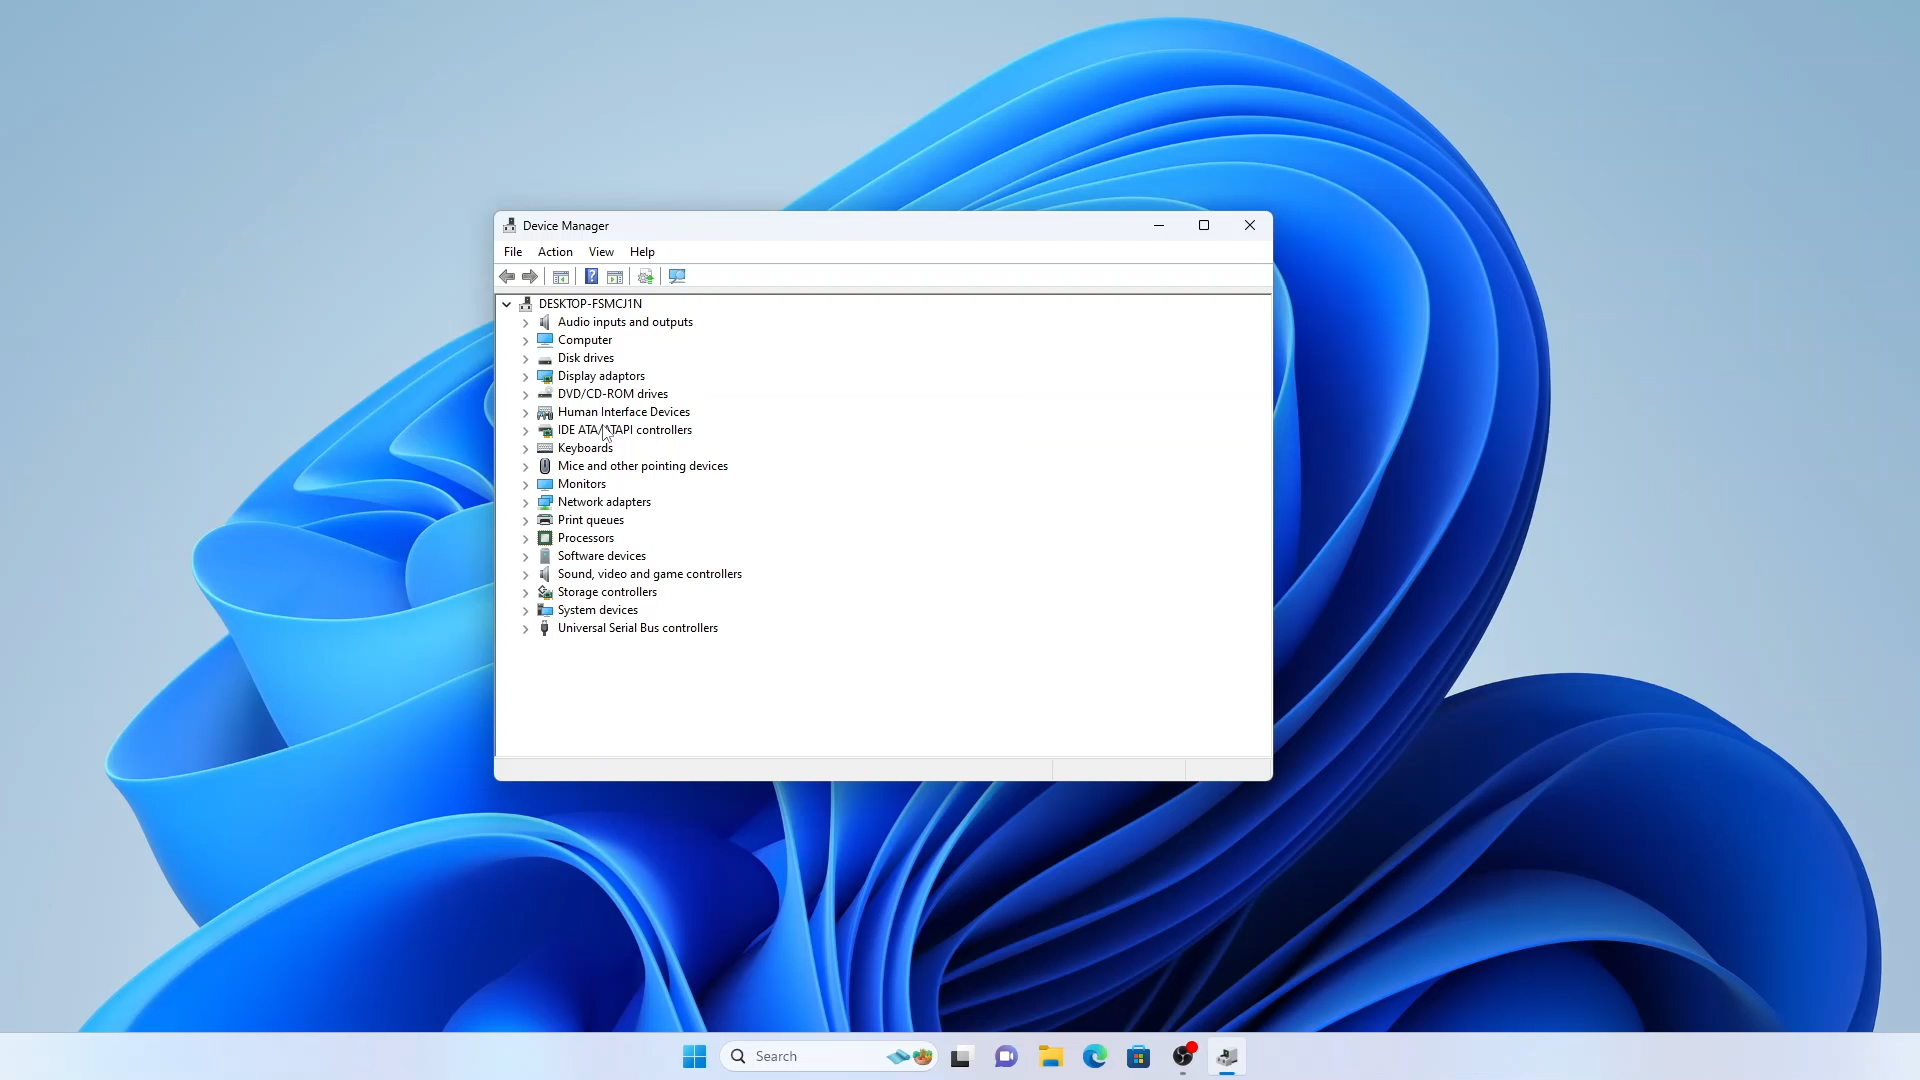 Device Manager
File Action View Help
DESKTOP-FSMCJ1N
Audio inputs and outputs
Computer
Disk drives
Display adaptors
DVD/CD-ROM drives
Human Interface Devices
IDE ATA/ATAPI controllers
Keyboards
Mice and other pointing devices
Monitors
Network adapters
Print queues
Processors
Software devices
Sound, video and game controllers
Storage controllers
System devices
Universal Serial Bus controllers
Search